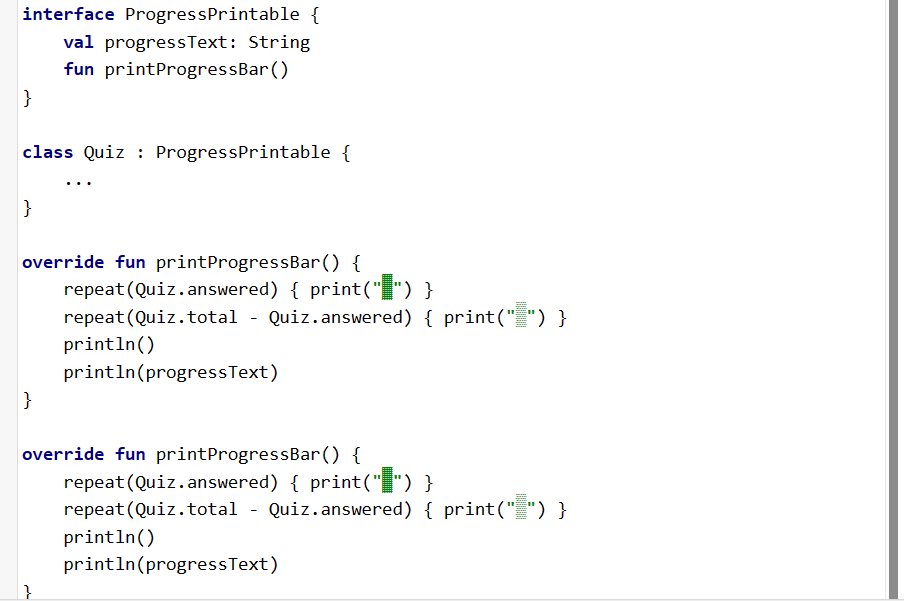 interface ProgressPrintable {
    val progressText: String
    fun printProgressBar()
}
class Quiz : ProgressPrintable {
    ...
}
override fun printProgressBar() {
    repeat(Quiz.answered) { print("▓") }
    repeat(Quiz.total - Quiz.answered) { print("▒") }
    println()
    println(progressText)
}
override fun printProgressBar() {
    repeat(Quiz.answered) { print("▓") }
    repeat(Quiz.total - Quiz.answered) { print("▒") }
    println()
    println(progressText)
}